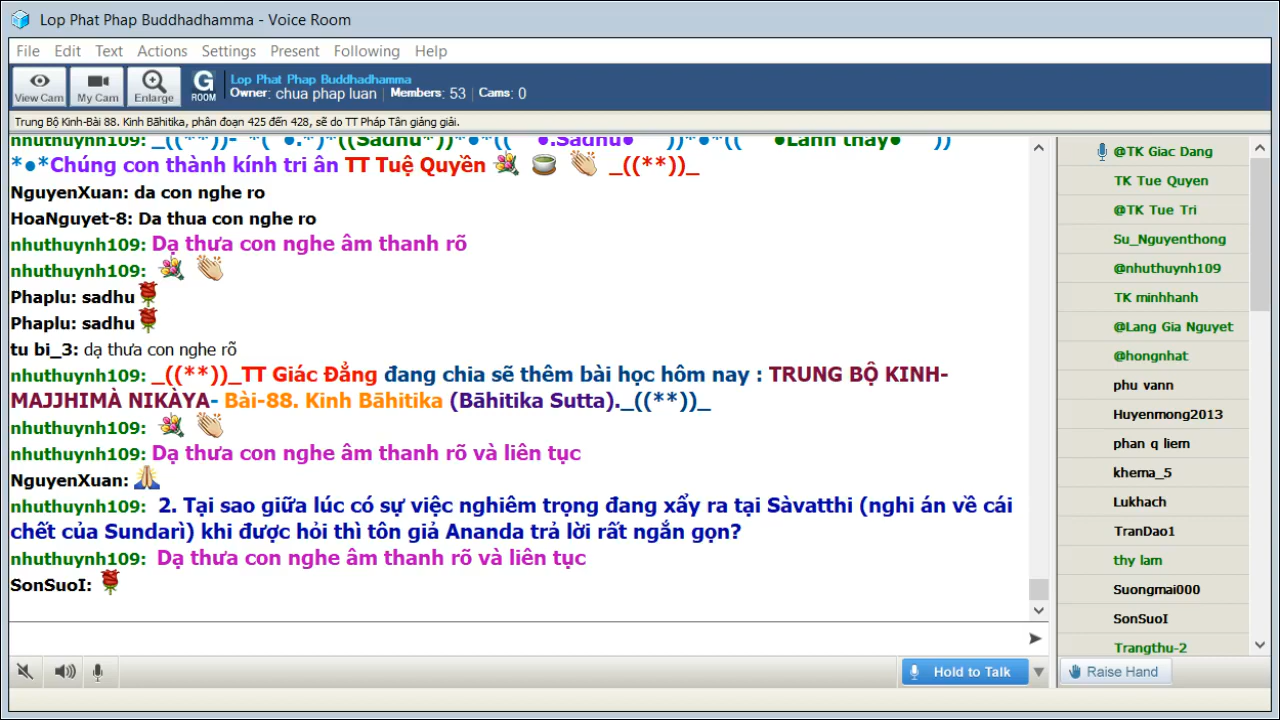 Lop Phat Phap Buddhadhamma - Voice Room
File Edit Text Actions Settings Present Following Help
View Cam My Cam Enlarge G ROOM
Lop Phat Phap Buddhadhamma
Owner: chua phap luan Members: 53 Cams: 0
Trung Bộ Kinh-Bài 88. Kinh Bāhitika, phân đoạn 425 đến 428, sẽ do TT Pháp Tân giảng giải.
nhuthuynh109: _((**))- *( ●.*)*((Sadhu*))●*●(( ●.Sadhu● ))●*●(( ●Lành thay● ))
*●*Chúng con thành kính tri ân TT Tuệ Quyền _((**))_
NguyenXuan: da con nghe ro
HoaNguyet-8: Da thua con nghe ro
nhuthuynh109: Dạ thưa con nghe âm thanh rõ
nhuthuynh109:
Phaplu: sadhu
Phaplu: sadhu
tu bi_3: dạ thưa con nghe rõ
nhuthuynh109: _((**))_TT Giác Đẳng đang chia sẽ thêm bài học hôm nay : TRUNG BỘ KINH-
MAJJHIMÀ NIKÀYA- Bài-88. Kinh Bāhitika (Bāhitika Sutta)._((**))_
nhuthuynh109:
nhuthuynh109: Dạ thưa con nghe âm thanh rõ và liên tục
NguyenXuan:
nhuthuynh109: 2. Tại sao giữa lúc có sự việc nghiêm trọng đang xẩy ra tại Sàvatthi (nghi án về cái
chết của Sundarì) khi được hỏi thì tôn giả Ananda trả lời rất ngắn gọn?
nhuthuynh109: Dạ thưa con nghe âm thanh rõ và liên tục
SonSuoI:
Hold to Talk
@TK Giac Dang
TK Tue Quyen
@TK Tue Tri
Su_Nguyenthong
@nhuthuynh109
TK minhhanh
@Lang Gia Nguyet
@hongnhat
phu vann
Huyenmong2013
phan q liem
khema_5
Lukhach
TranDao1
thy lam
Suongmai000
SonSuoI
Trangthu-2
Raise Hand